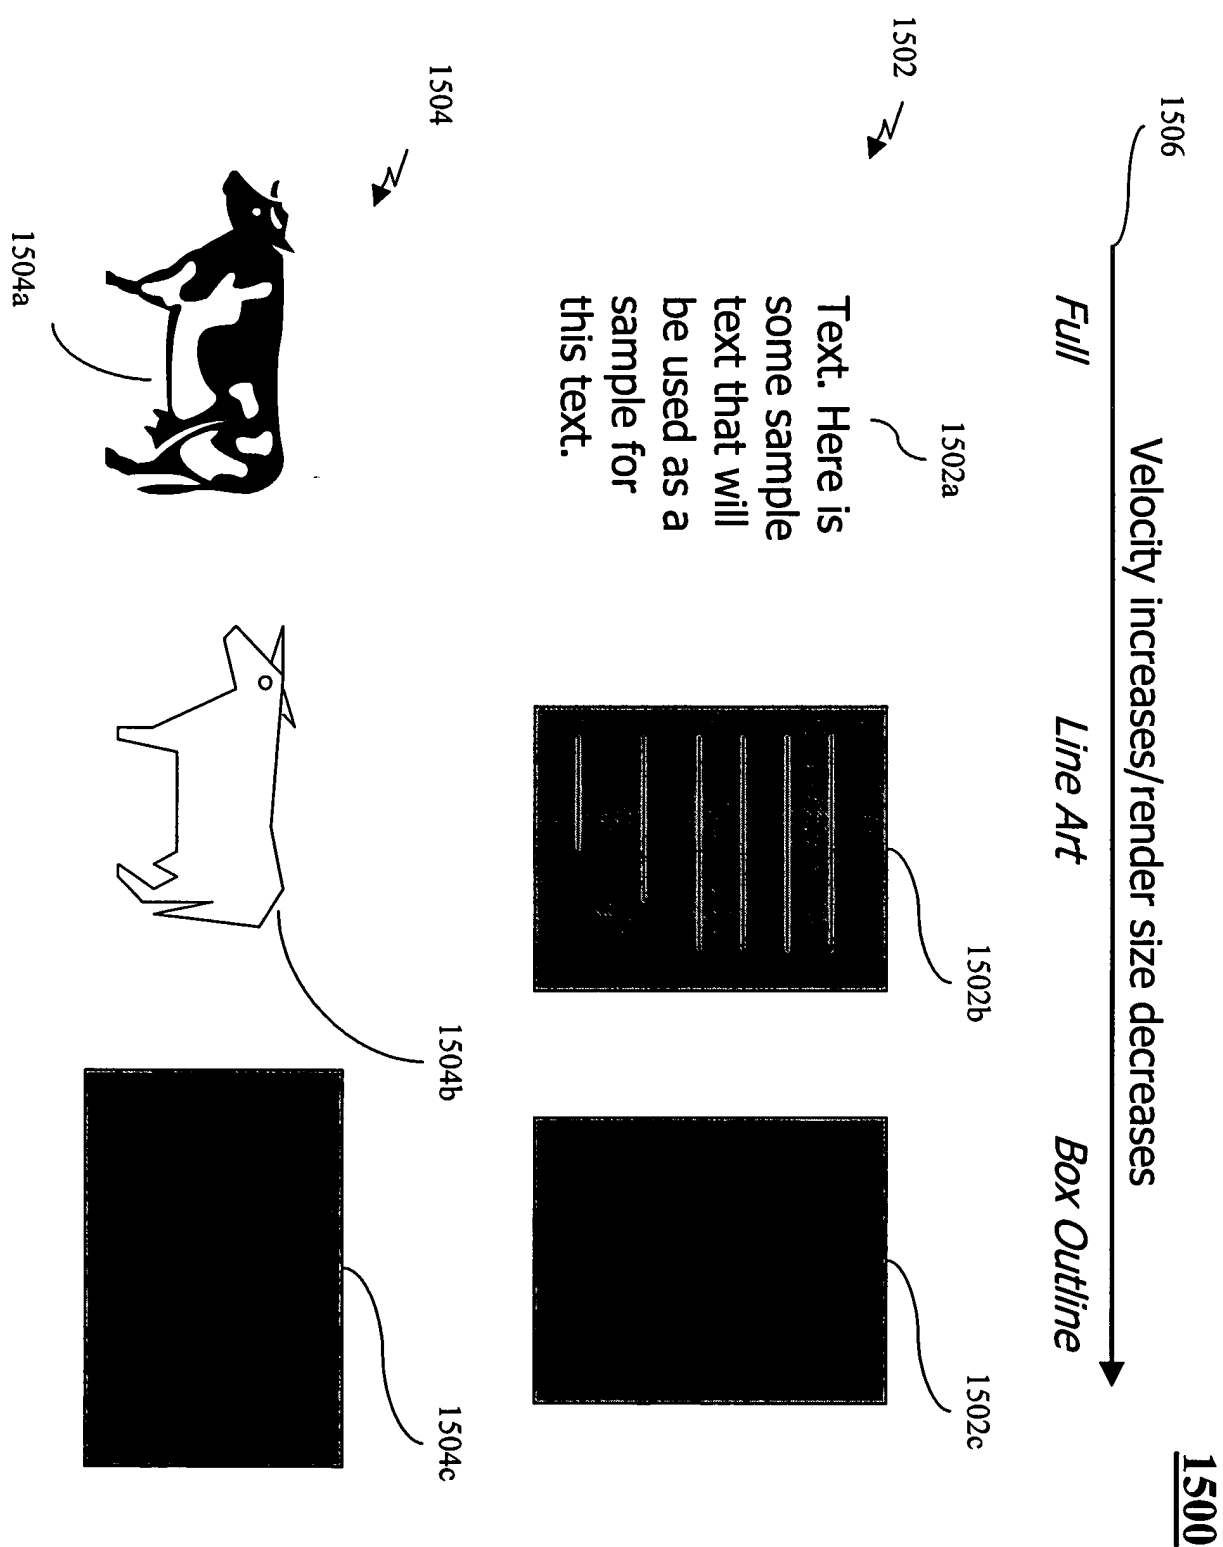 1500
1506
Velocity increases/render size decreases
Full
Line Art
Box Outline
1502
1502a
1502b
1502c
Text. Here is
some sample
text that will
be used as a
sample for
this text.
1504
1504b
1504c
1504a